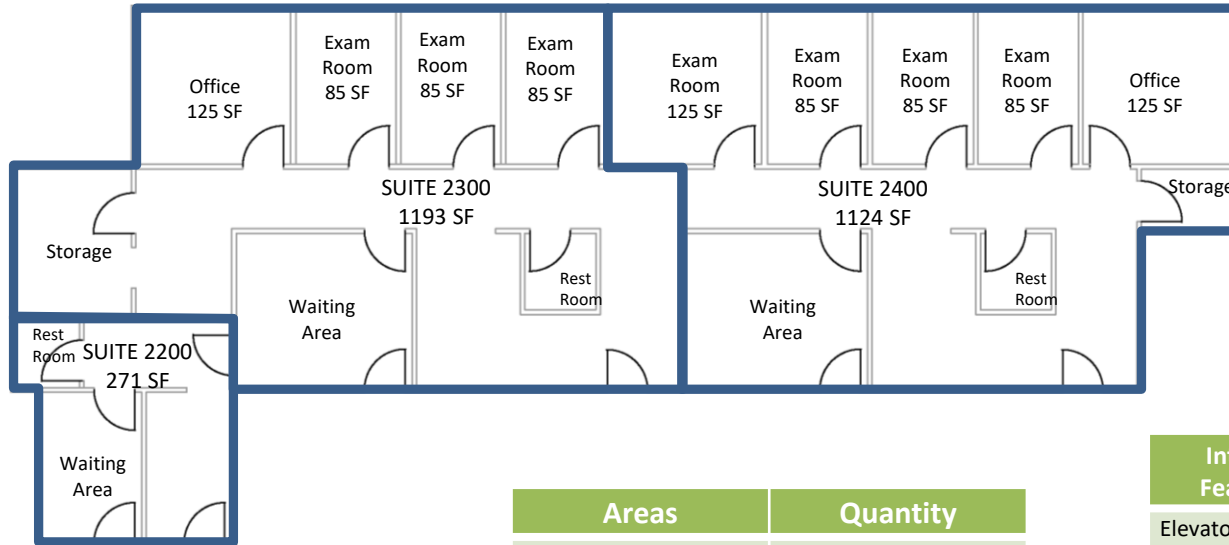 Office
125 SF
Exam
Room
85 SF
Exam
Room
85 SF
Exam
Room
85 SF
Exam
Room
125 SF
Exam
Room
85 SF
Exam
Room
85 SF
Exam
Room
85 SF
Office
125 SF
SUITE 2300
1193 SF
SUITE 2400
1124 SF
Storage
Storage
Waiting
Area
Rest
Room
Waiting
Area
Rest
Room
Rest
Room
SUITE 2200
271 SF
Waiting
Area
Areas Quantity